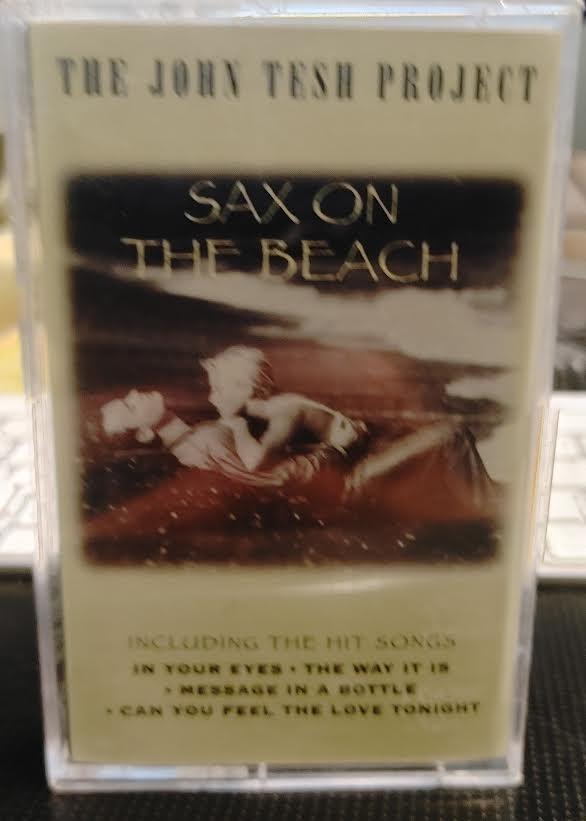 THE JOHN TESH PROJECT
SAX ON
THE BEACH
INCLUDING THE HIT SONGS
IN YOUR EYES • THE WAY IT IS
• MESSAGE IN A BOTTLE
• CAN YOU FEEL THE LOVE TONIGHT